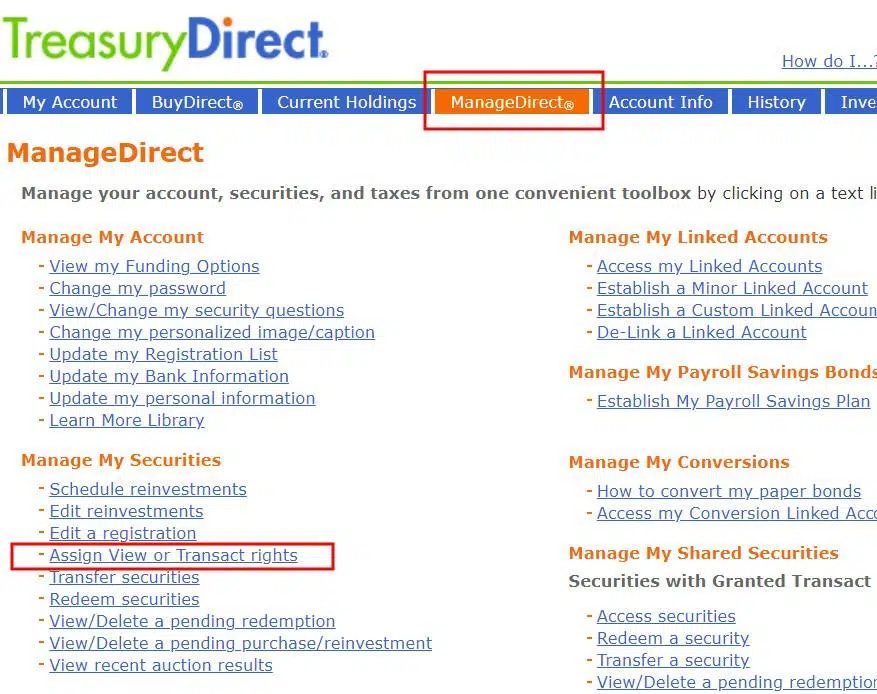 TreasuryDirect®
How do I...?
My Account
BuyDirect®
Current Holdings
ManageDirect®
Account Info
History
ManageDirect
Manage your account, securities, and taxes from one convenient toolbox by clicking on a text
Manage My Account
- View my Funding Options
- Change my password
- View/Change my security questions
- Change my personalized image/caption
- Update my Registration List
- Update my Bank Information
- Update my personal information
- Learn More Library
Manage My Securities
- Schedule reinvestments
- Edit reinvestments
- Edit a registration
- Assign View or Transact rights
- Transfer securities
- Redeem securities
- View/Delete a pending redemption
- View/Delete a pending purchase/reinvestment
- View recent auction results
Manage My Linked Accounts
- Access my Linked Accounts
- Establish a Minor Linked Account
- Establish a Custom Linked Accoun
- De-Link a Linked Account
Manage My Payroll Savings Bonds
- Establish My Payroll Savings Plan
Manage My Conversions
- How to convert my paper bonds
- Access my Conversion Linked Acco
Manage My Shared Securities
Securities with Granted Transact
- Access securities
- Redeem a security
- Transfer a security
- View/Delete a pending redemption